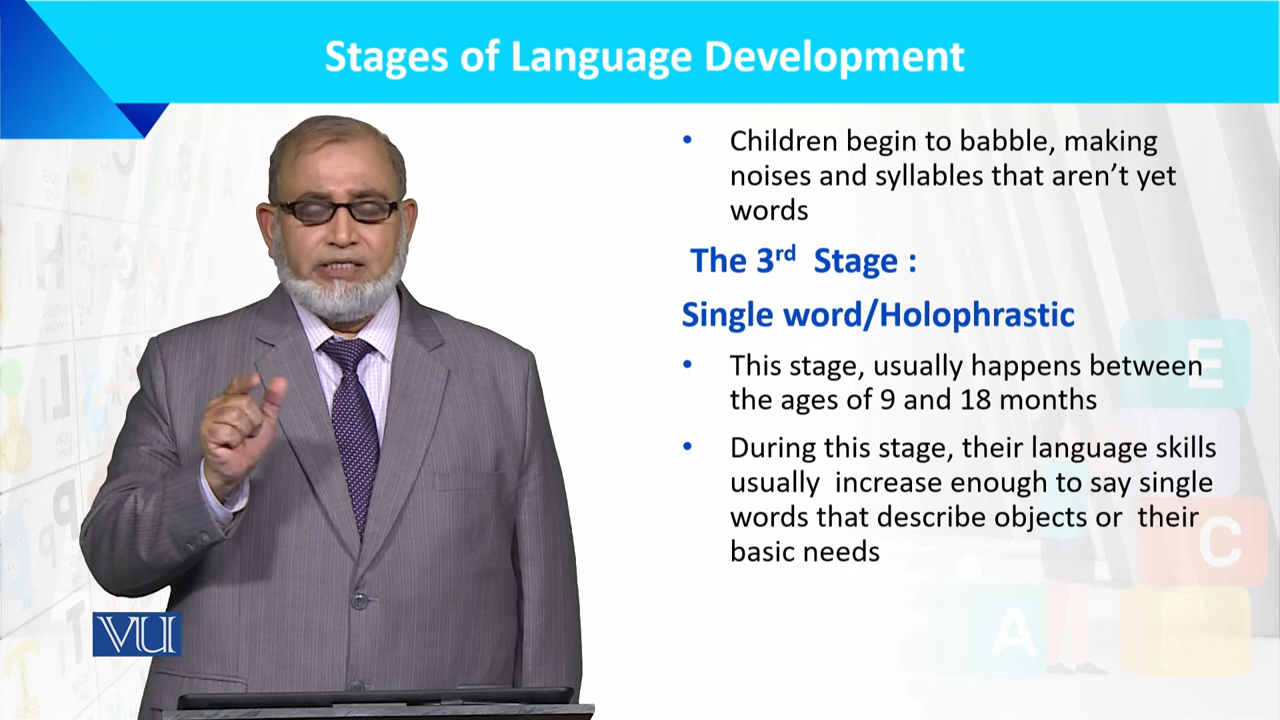 Stages of Language Development
• Children begin to babble, making
noises and syllables that aren't yet
words
The 3rd Stage :
Single word/Holophrastic
• This stage, usually happens between
the ages of 9 and 18 months
• During this stage, their language skills
usually increase enough to say single
words that describe objects or their
basic needs
VU
E
C
A